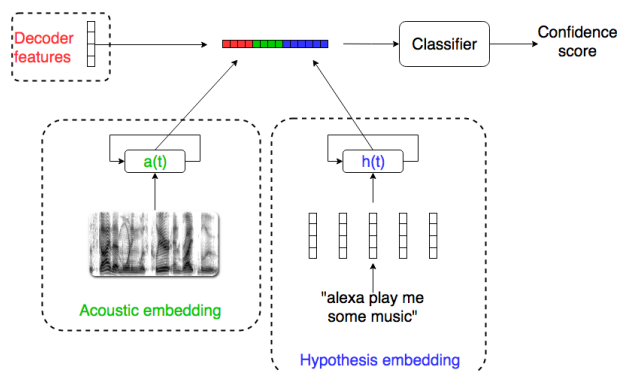 Decoder
features
Classifier
Confidence
score
a(t)
h(t)
Acoustic embedding
"alexa play me
some music"
Hypothesis embedding